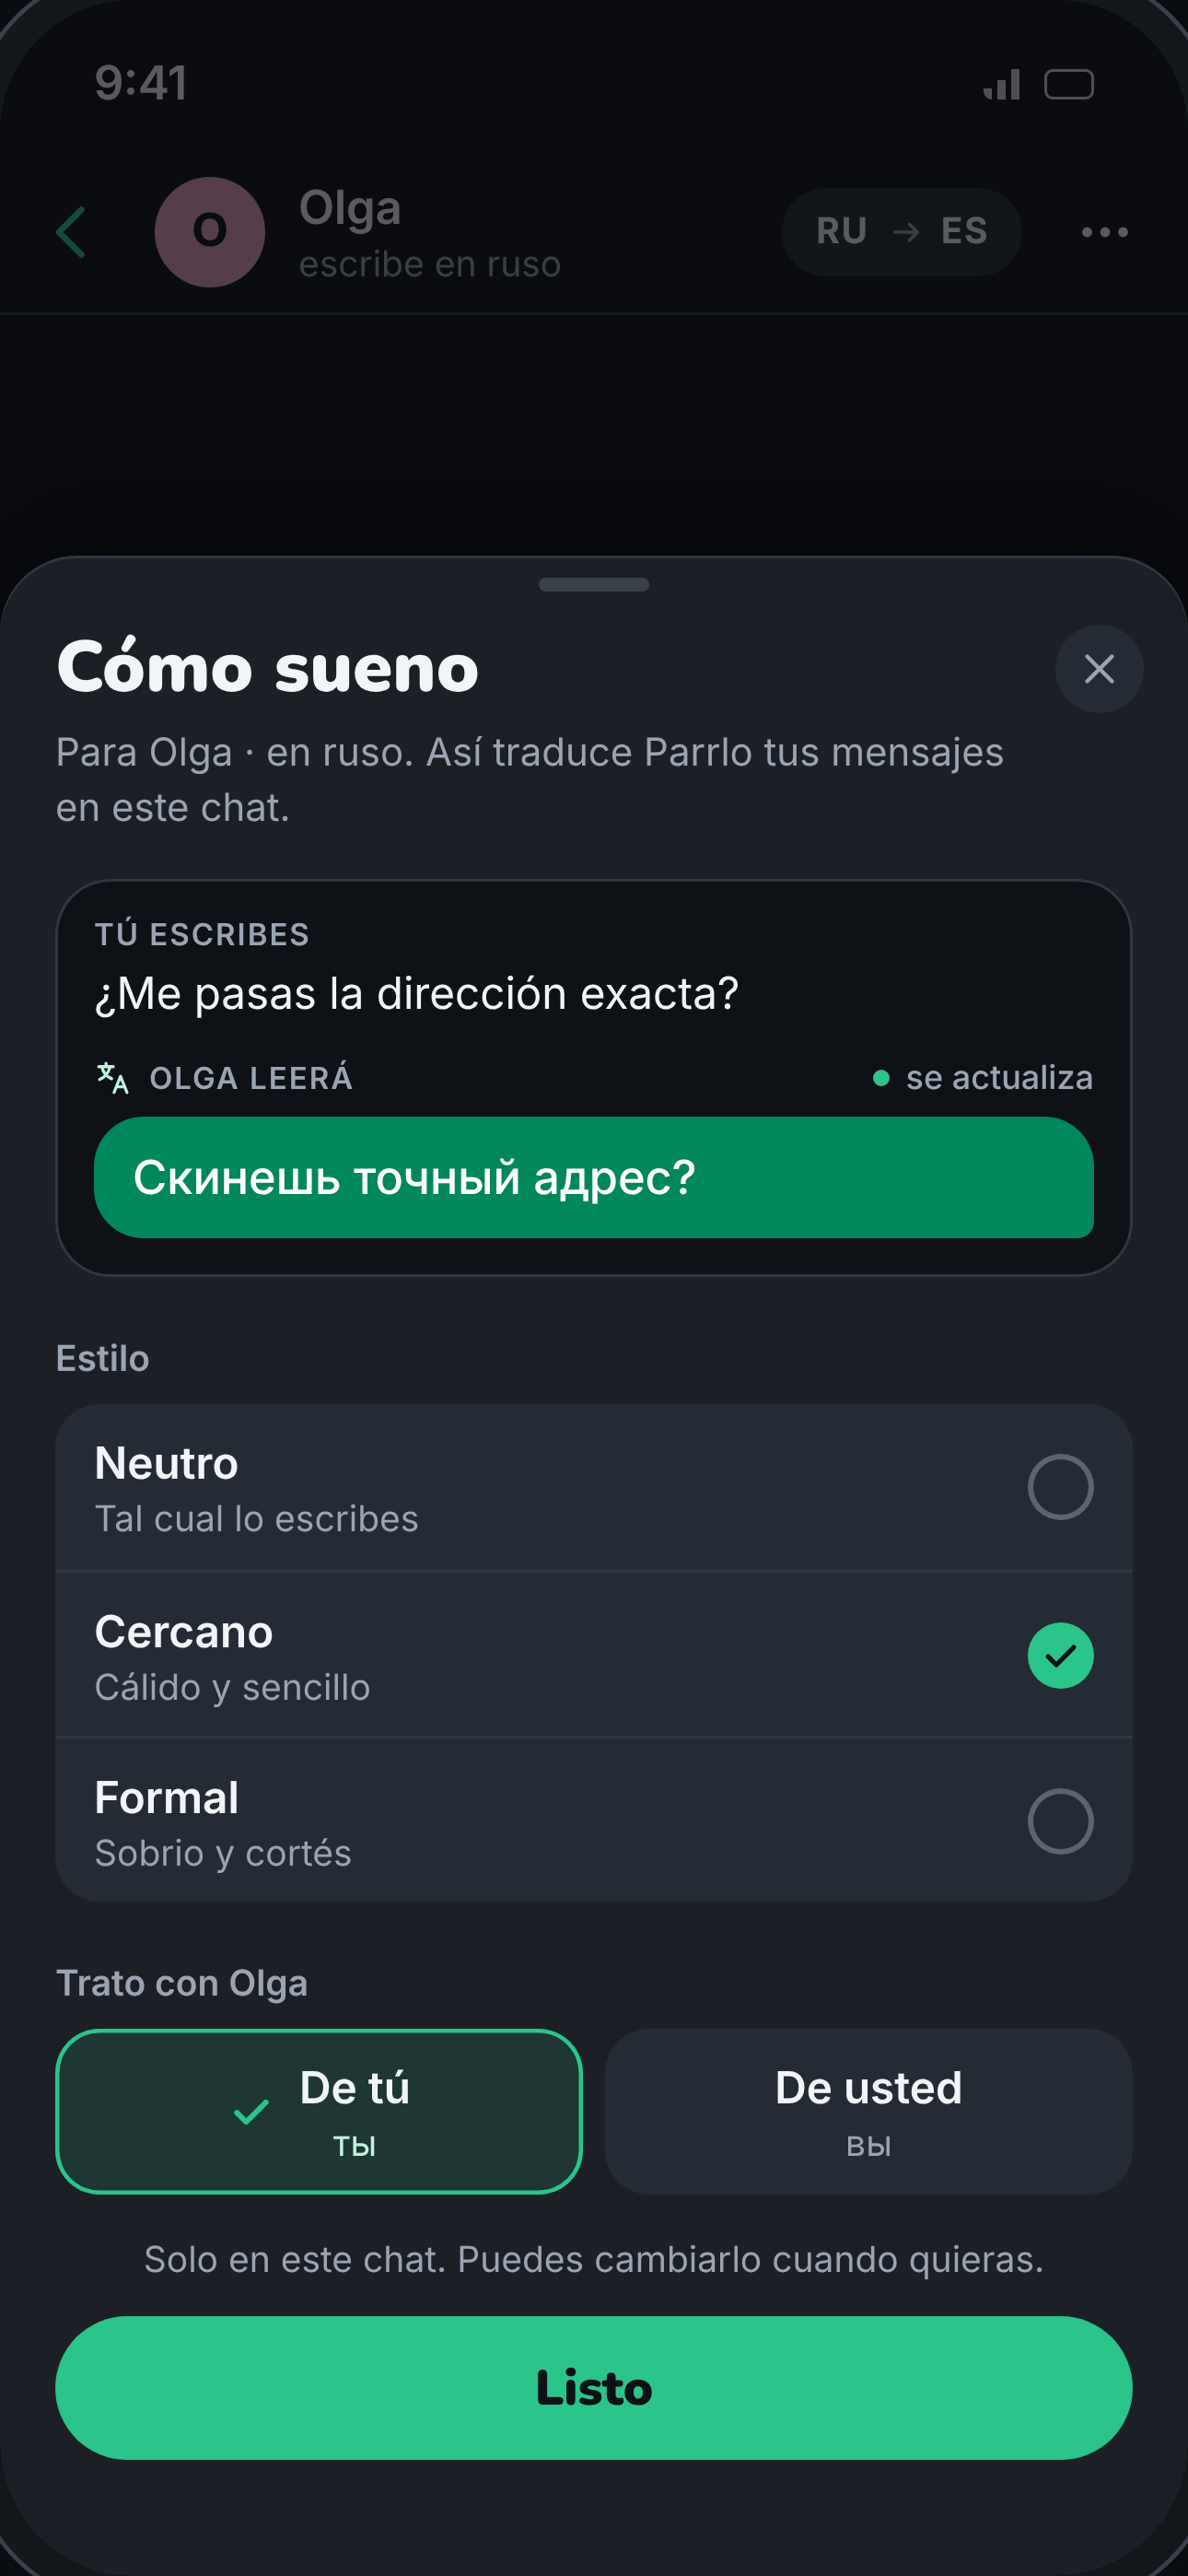 9:41
O
Olga
escribe en ruso
RU → ES
Cómo sueno
Para Olga · en ruso. Así traduce Parrlo tus mensajes
en este chat.
TÚ ESCRIBES
¿Me pasas la dirección exacta?
OLGA LEERÁ
se actualiza
Скинешь точный адрес?
Estilo
Neutro
Tal cual lo escribes
Cercano
Cálido y sencillo
Formal
Sobrio y cortés
Trato con Olga
De tú
ты
De usted
вы
Solo en este chat. Puedes cambiarlo cuando quieras.
Listo